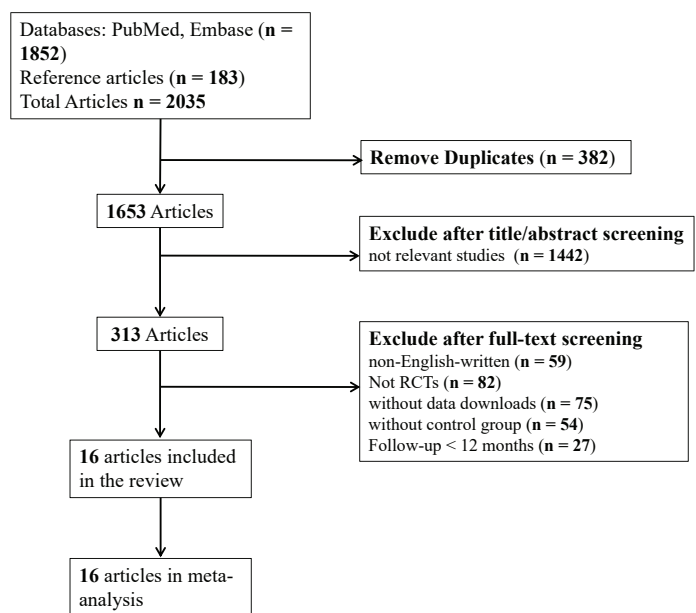 Databases: PubMed, Embase (n =
1852)
Reference articles (n = 183)
Total Articles n = 2035
Remove Duplicates (n = 382)
1653 Articles
Exclude after title/abstract screening
not relevant studies (n = 1442)
313 Articles
Exclude after full-text screening
non-English-written (n = 59)
Not RCTs (n = 82)
without data downloads (n = 75)
without control group (n = 54)
Follow-up < 12 months (n = 27)
16 articles included
in the review
16 articles in meta-
analysis